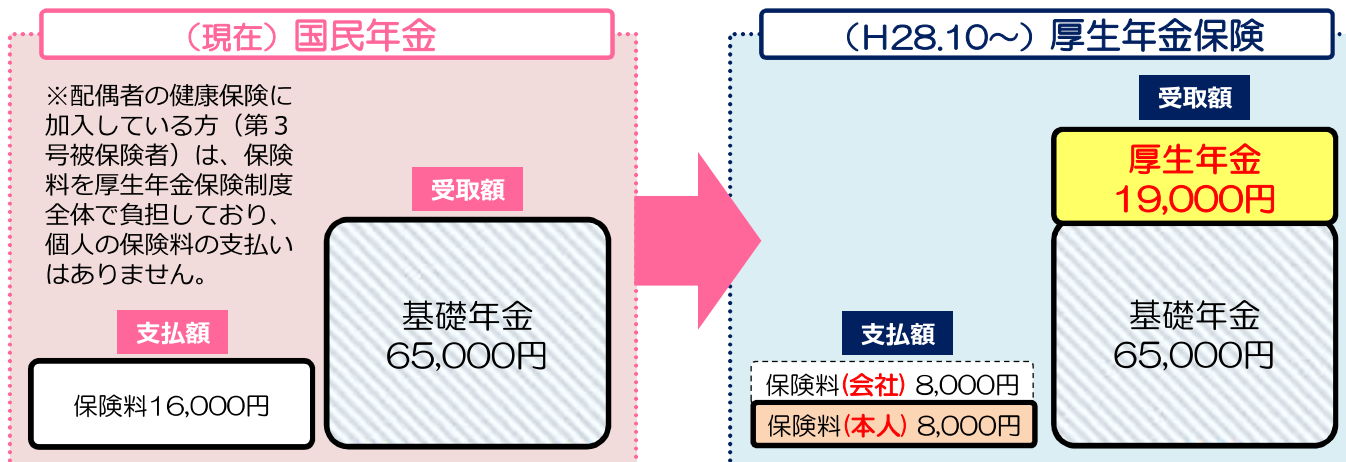 （現在）国民年金
※配偶者の健康保険に
加入している方（第３
号被保険者）は、保険
料を厚生年金保険制度
全体で負担しており、
個人の保険料の支払い
はありません。
受取額
基礎年金
65,000円
支払額
保険料16,000円
（H28.10～）厚生年金保険
受取額
厚生年金
19,000円
基礎年金
65,000円
支払額
保険料(会社) 8,000円
保険料(本人) 8,000円